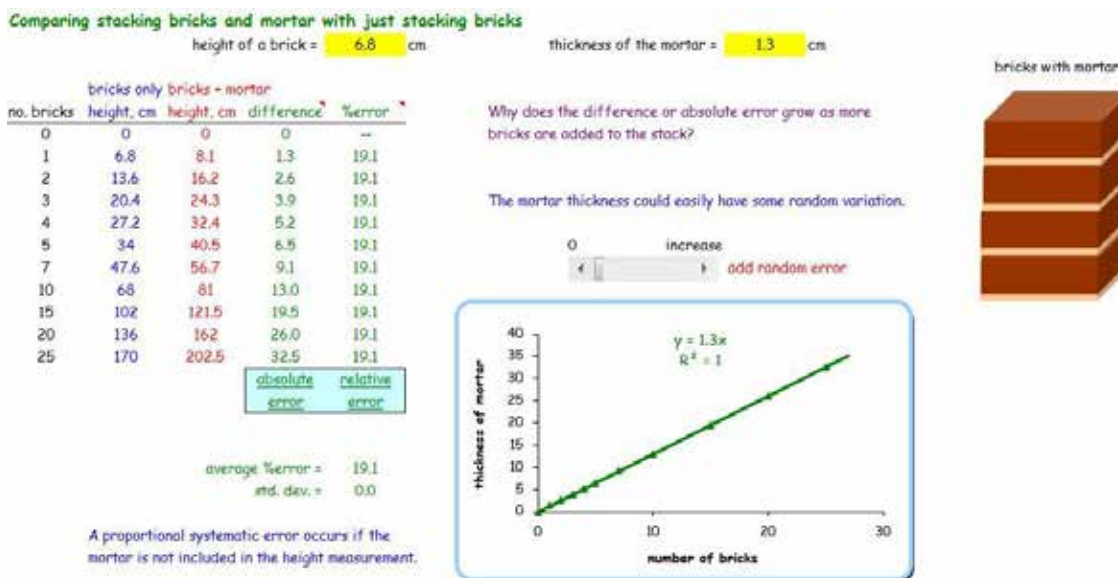 Comparing stacking bricks and mortar with just stacking bricks
height of a brick = 6.8 cm thickness of the mortar = 1.3 cm
bricks with mortar
bricks only bricks + mortar
no. bricks height, cm height, cm difference %error
0 0 0 0 --
1 6.8 8.1 1.3 19.1
2 13.6 16.2 2.6 19.1
3 20.4 24.3 3.9 19.1
4 27.2 32.4 5.2 19.1
5 34 40.5 6.5 19.1
7 47.6 56.7 9.1 19.1
10 68 81 13.0 19.1
15 102 121.5 19.5 19.1
20 136 162 26.0 19.1
25 170 202.5 32.5 19.1
absolute relative
error error
average %error = 19.1
std. dev. = 0.0
A proportional systematic error occurs if the
mortar is not included in the height measurement.
Why does the difference or absolute error grow as more
bricks are added to the stack?
The mortar thickness could easily have some random variation.
0 increase
add random error
y = 1.3x
R² = 1
thickness of mortar
40
35
30
25
20
15
10
5
0
0 10 20 30
number of bricks